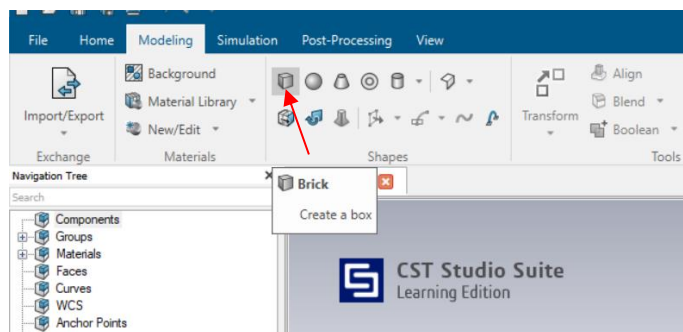 File Home Modeling Simulation Post-Processing View
Background
Material Library
New/Edit
Import/Export
Transform
Align
Blend
Boolean
Exchange Materials Shapes Tools
Navigation Tree
Search
Brick
Create a box
Components
Groups
Materials
Faces
Curves
WCS
Anchor Points
CST Studio Suite
Learning Edition